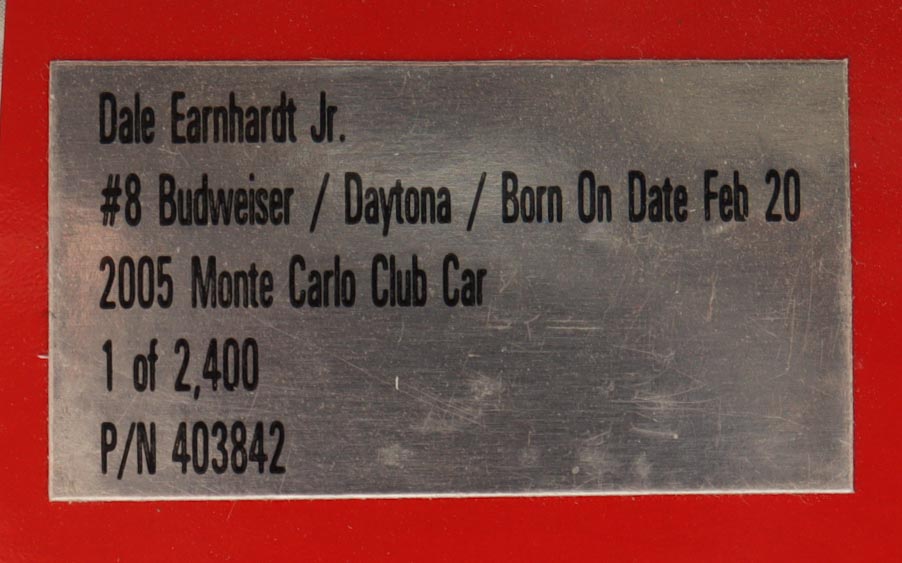 Dale Earnhardt Jr.
#8 Budweiser / Daytona / Born On Date Feb 20
2005 Monte Carlo Club Car
1 of 2,400
P/N 403842